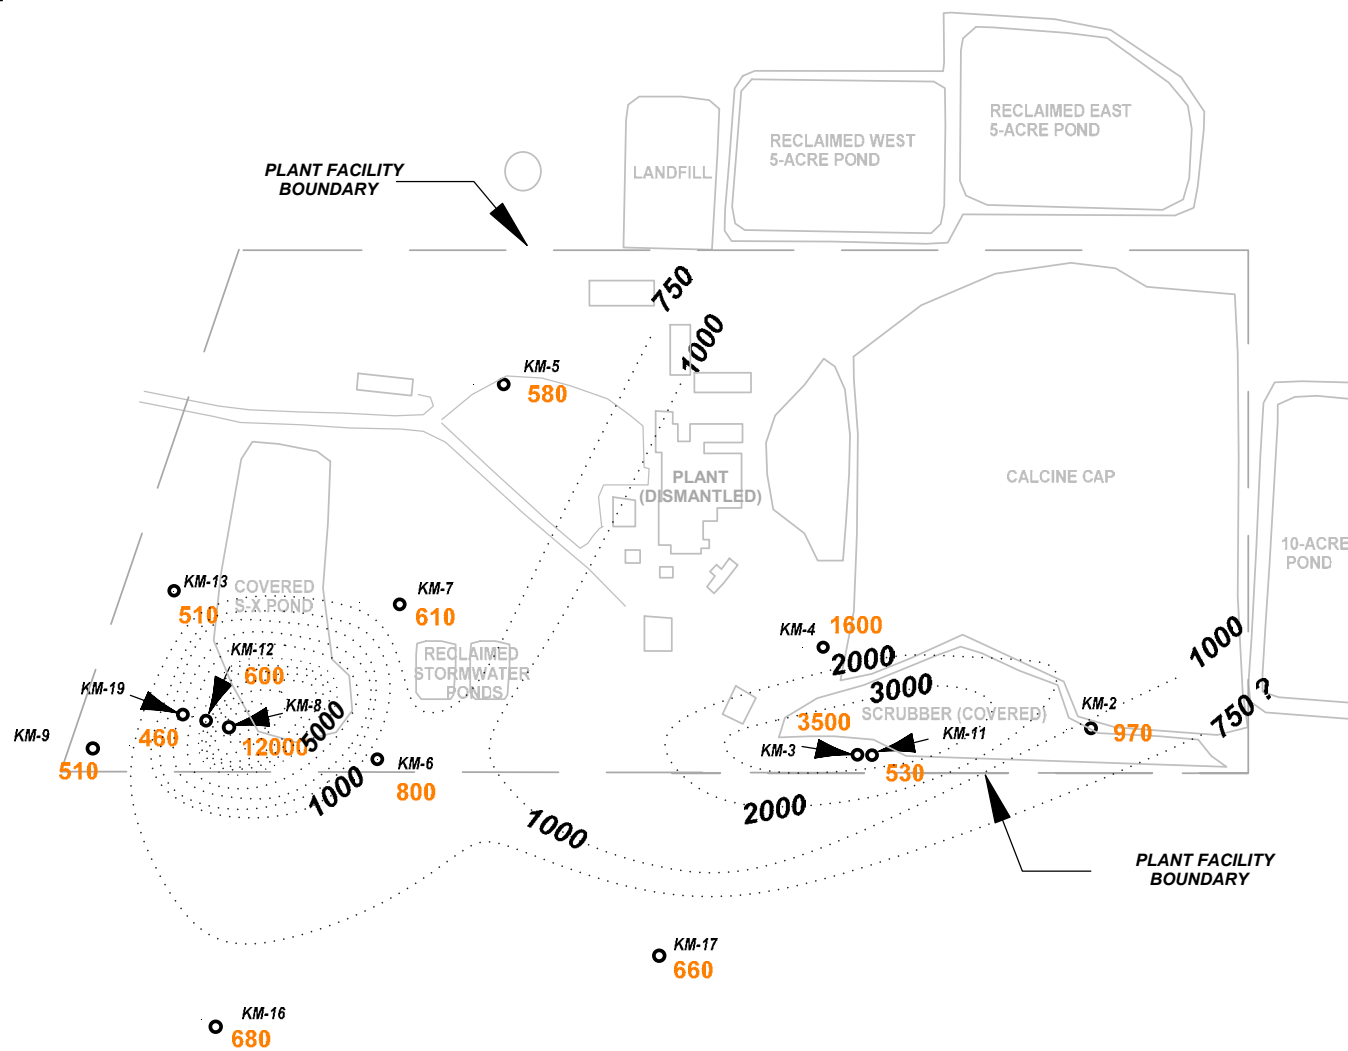 RECLAIMED EAST
5-ACRE POND
RECLAIMED WEST
5-ACRE POND
PLANT FACILITY
BOUNDARY
LANDFILL
750
1000
KM-5
580
PLANT
(DISMANTLED)
CALCINE CAP
10-ACRE
POND
KM-13
510
COVERED
S-X POND
KM-7
610
KM-4
1600
2000
1000
KM-12
600
RECLAIMED
STORMWATER
PONDS
KM-19
460
KM-8
12000
5000
3000
750 ?
3500
SCRUBBER (COVERED)
KM-2
970
KM-9
510
KM-3
KM-11
530
KM-6
800
1000
2000
1000
PLANT FACILITY
BOUNDARY
KM-17
660
KM-16
680